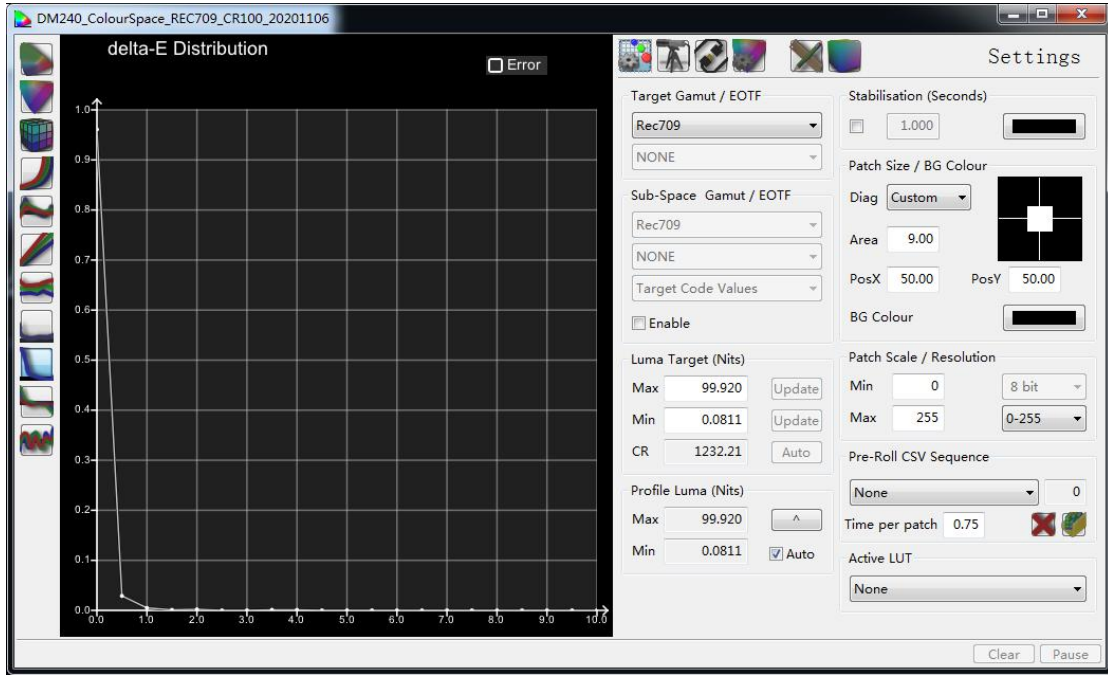 DM240_ColourSpace_REC709_CR100_20201106
delta-E Distribution
Error
1.0
0.9
0.8
0.7
0.6
0.5
0.4
0.3
0.2
0.1
0.0
0.0 1.0 2.0 3.0 4.0 5.0 6.0 7.0 8.0 9.0 10.0
Settings
Target Gamut / EOTF
Rec709
NONE
Sub-Space Gamut / EOTF
Rec709
NONE
Target Code Values
Enable
Luma Target (Nits)
Max 99.920 Update
Min 0.0811 Update
CR 1232.21 Auto
Profile Luma (Nits)
Max 99.920 ^
Min 0.0811 Auto
Stabilisation (Seconds)
1.000
Patch Size / BG Colour
Diag Custom
Area 9.00
PosX 50.00 PosY 50.00
BG Colour
Patch Scale / Resolution
Min 0 8 bit
Max 255 0-255
Pre-Roll CSV Sequence
None 0
Time per patch 0.75
Active LUT
None
Clear Pause